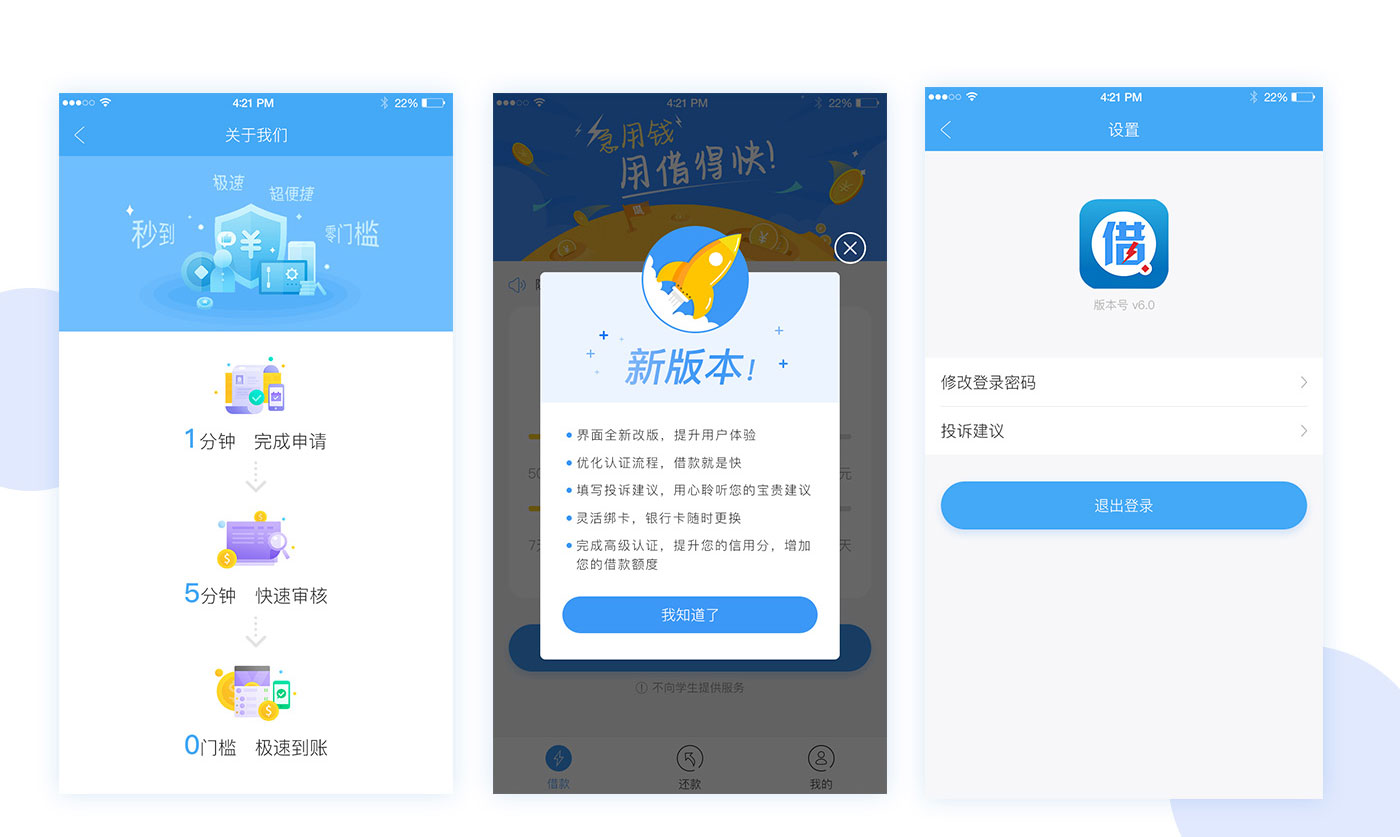 4:21 PM
22%
关于我们
极速
超便捷
秒到
零门槛
¥
1分钟 完成申请
5分钟 快速审核
0门槛 极速到账
4:21 PM
22%
急用钱
用借得快!
新版本!
界面全新改版，提升用户体验
优化认证流程，借款就是快
填写投诉建议，用心聆听您的宝贵建议
灵活绑卡，银行卡随时更换
完成高级认证，提升您的信用分，增加
您的借款额度
我知道了
元
7
天
不向学生提供服务
借款
还款
我的
4:21 PM
22%
设置
借
版本号 v6.0
修改登录密码
投诉建议
退出登录